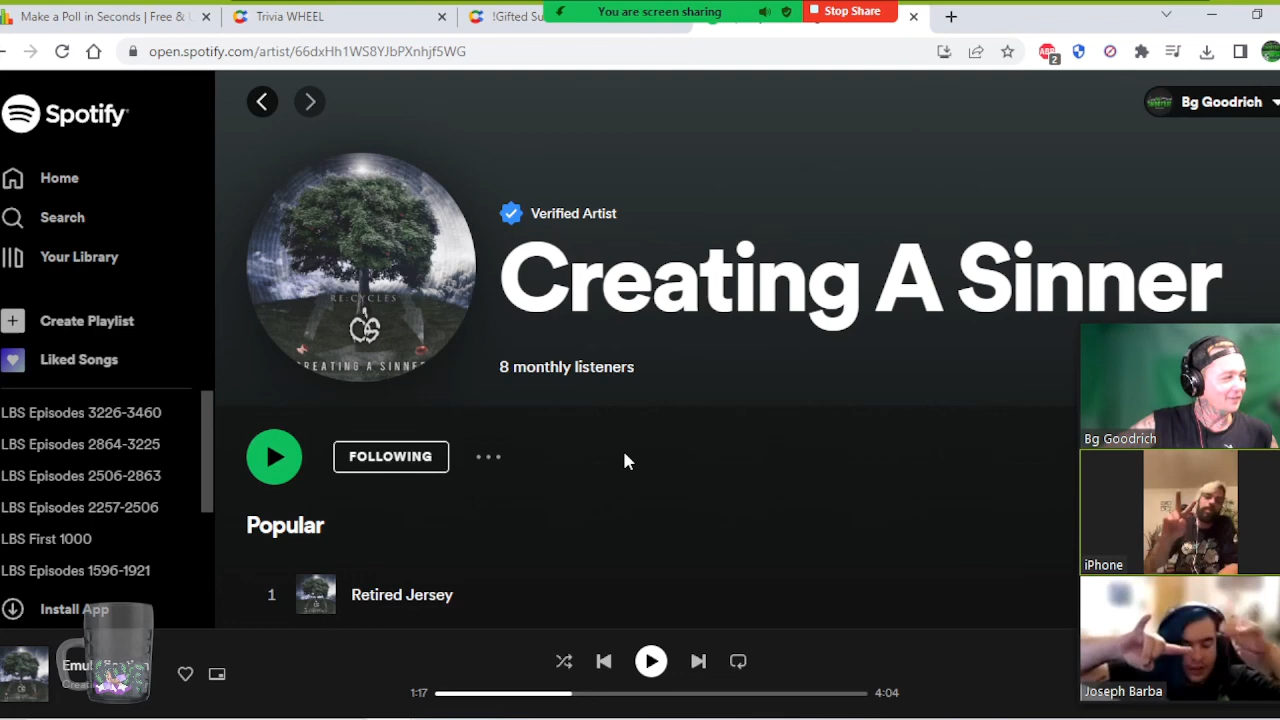 Make a Poll in Seconds | Free &
Trivia WHEEL
!Gifted Su
You are screen sharing
Stop Share
open.spotify.com/artist/66dxHh1WS8YJbPXnhjf5WG
2
Spotify
Bg Goodrich
Home
Search
Your Library
Create Playlist
Liked Songs
LBS Episodes 3226-3460
LBS Episodes 2864-3225
LBS Episodes 2506-2863
LBS Episodes 2257-2506
LBS First 1000
LBS Episodes 1596-1921
Install App
RE:CYCLES
CREATING A SINNER
Verified Artist
Creating A Sinner
8 monthly listeners
FOLLOWING
Popular
1
Retired Jersey
Bg Goodrich
iPhone
Joseph Barba
1:17
4:04